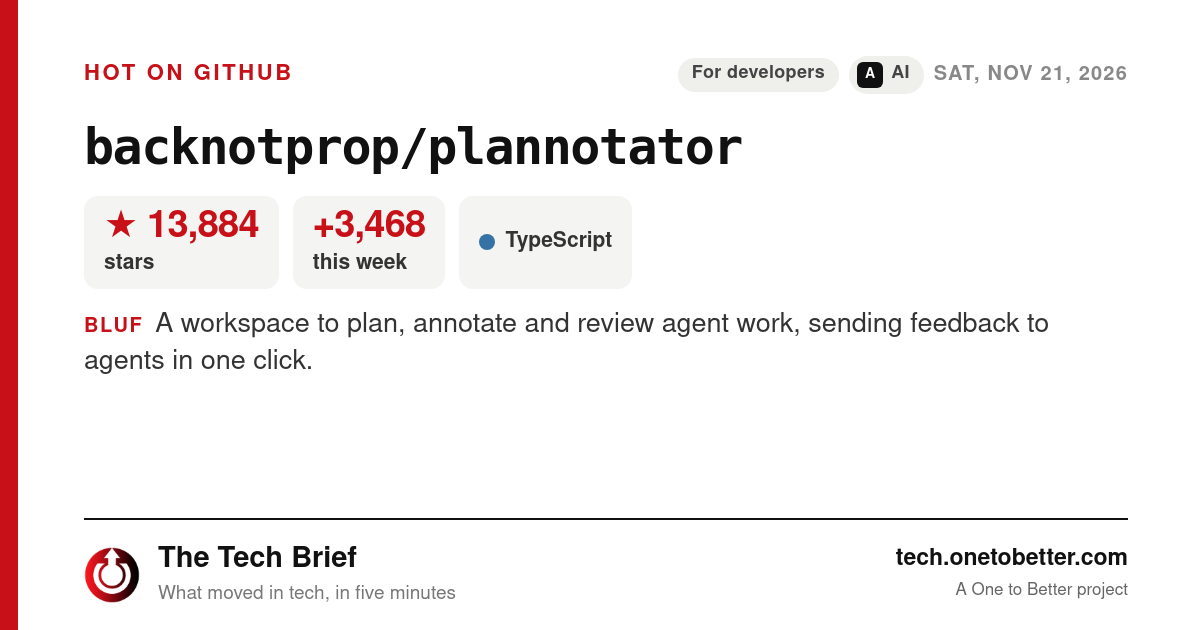 HOT ON GITHUB
For developers
A AI
SAT, NOV 21, 2026
backnotprop/plannotator
★ 13,884
stars
+3,468
this week
TypeScript
BLUF A workspace to plan, annotate and review agent work, sending feedback to
agents in one click.
The Tech Brief
What moved in tech, in five minutes
tech.onetobetter.com
A One to Better project